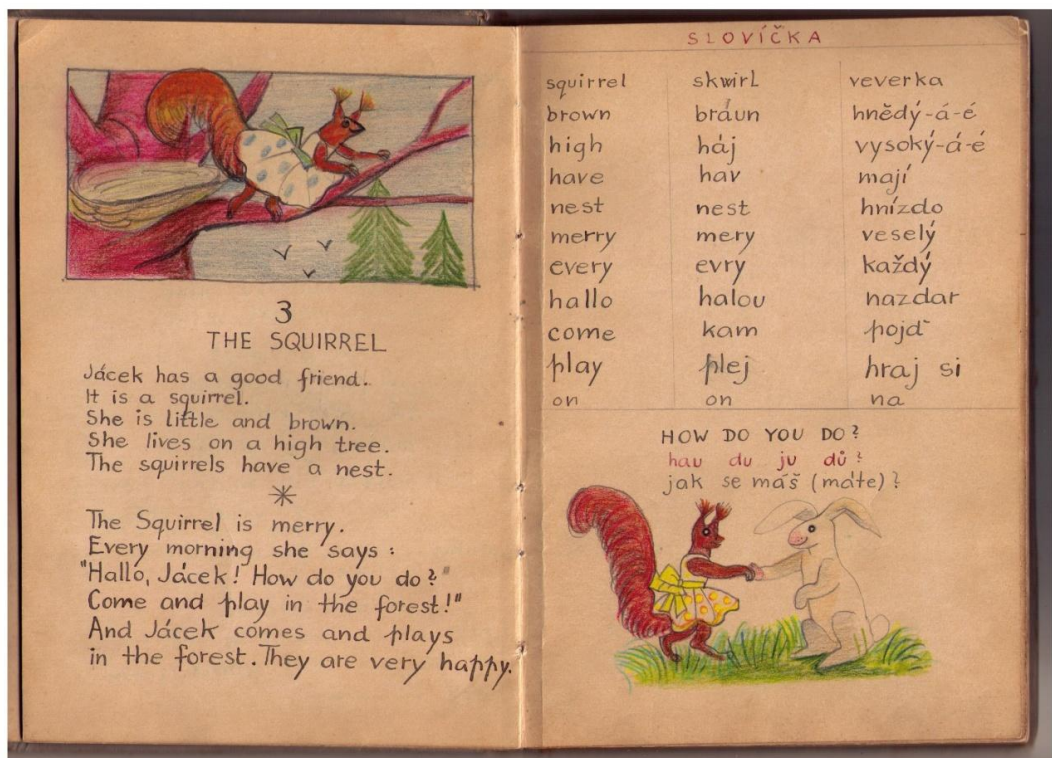 3
THE SQUIRREL
Jácek has a good friend.
It is a squirrel.
She is little and brown.
She lives on a high tree.
The squirrels have a nest.
The Squirrel is merry.
Every morning she says :
"Hallo, Jácek! How do you do?"
Come and play in the forest!"
And Jácek comes and plays
in the forest. They are very happy.
SLOVÍČKA
squirrel skwirl veverka
brown bráun hnědý-á-é
high háj vysoký-á-é
have hav mají
nest nest hnízdo
merry mery veselý
every evry každý
hallo halou nazdar
come kam pojď
play plej hraj si
on on na
HOW DO YOU DO?
hau du ju dů?
jak se máš (máte)?